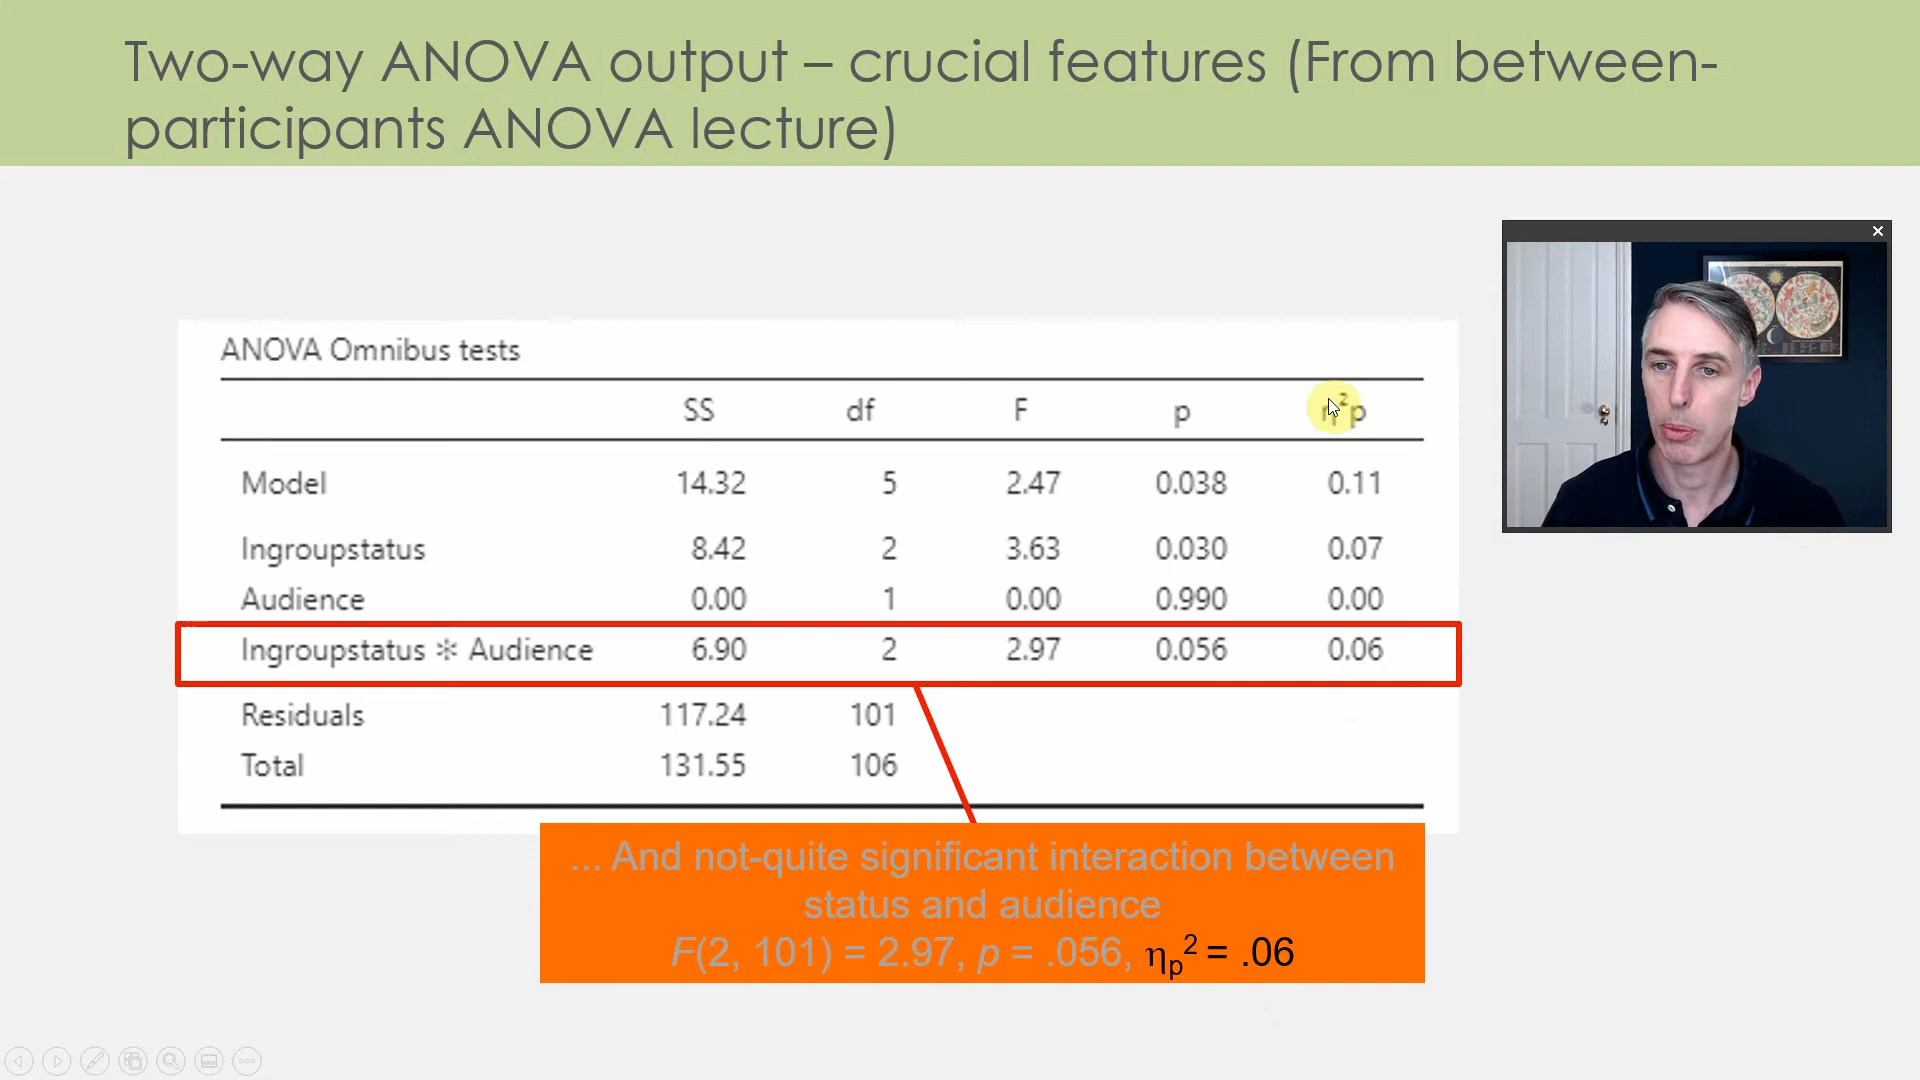 Two-way ANOVA output – crucial features (From between-
participants ANOVA lecture)
ANOVA Omnibus tests
SS df F p η²p
Model 14.32 5 2.47 0.038 0.11
Ingroupstatus 8.42 2 3.63 0.030 0.07
Audience 0.00 1 0.00 0.990 0.00
Ingroupstatus ✻ Audience 6.90 2 2.97 0.056 0.06
Residuals 117.24 101
Total 131.55 106
... And not-quite significant interaction between
status and audience
F(2, 101) = 2.97, p = .056, ηp² = .06